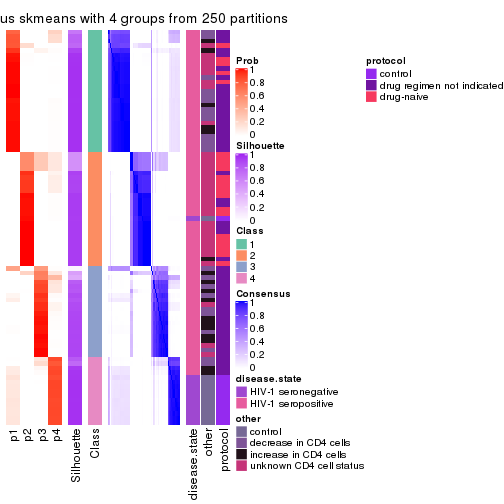 us skmeans with 4 groups from 250 partitions
Prob
1
0.8
0.6
0.4
0.2
0
Silhouette
1
0.8
0.6
0.4
0.2
0
Class
1
2
3
4
Consensus
1
0.8
0.6
0.4
0.2
0
disease.state
HIV-1 seronegative
HIV-1 seropositive
other
control
decrease in CD4 cells
increase in CD4 cells
unknown CD4 cell status
protocol
control
drug regimen not indicated
drug-naive
p1
p2
p3
p4
Silhouette
Class
disease.state
other
protocol